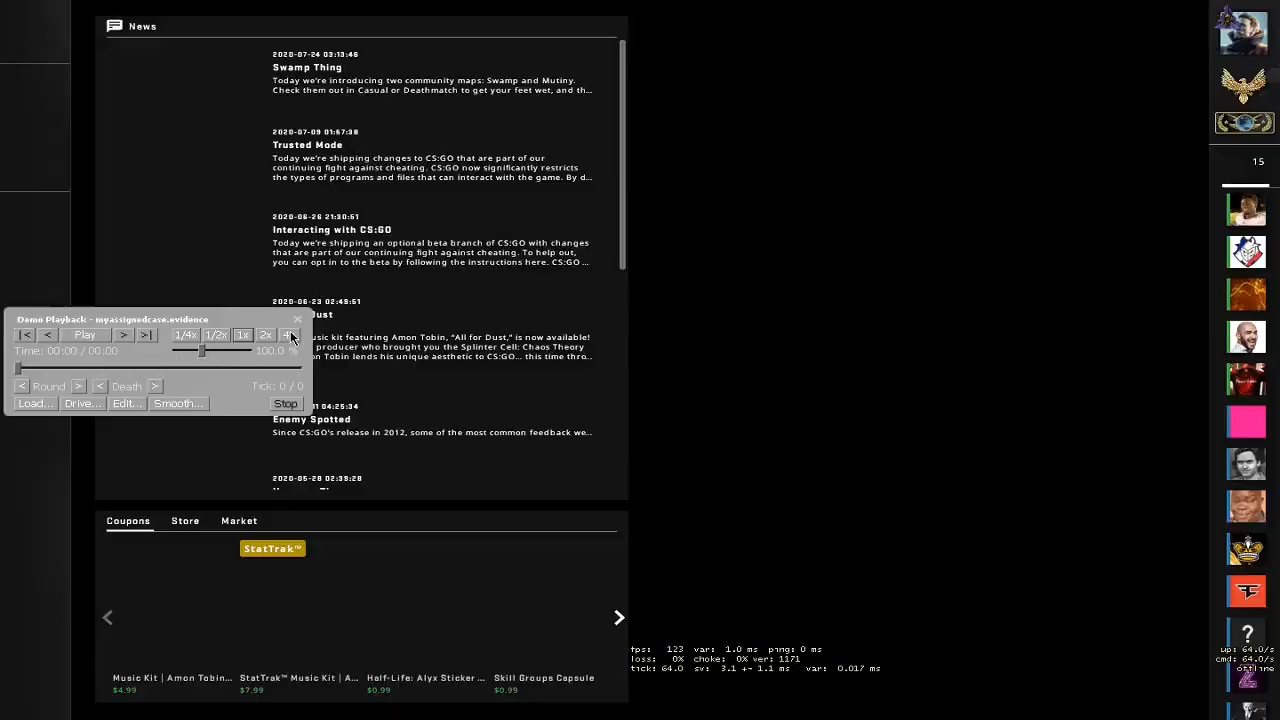 News
2020-07-24 03:13:46
Swamp Thing
Today we're introducing two community maps: Swamp and Mutiny.
Check them out in Casual or Deathmatch to get your feet wet, and th...
2020-07-09 01:57:38
Trusted Mode
Today we're shipping changes to CS:GO that are part of our
continuing fight against cheating. CS:GO now significantly restricts
the types of programs and files that can interact with the game. By d...
2020-06-26 21:30:51
Interacting with CS:GO
Today we're shipping an optional beta branch of CS:GO with changes
that are part of our continuing fight against cheating. To help out,
you can opt in to the beta by following the instructions here. CS:GO ...
2020-06-23 02:49:51
ust
usic kit featuring Amon Tobin, "All for Dust," is now available!
producer who brought you the Splinter Cell: Chaos Theory
on Tobin lends his unique aesthetic to CS:GO... this time thro...
Demo Playback - myassignedcase.evidence
|< < Play > >| 1/4x 1/2x 1x 2x
Time: 00:00 / 00:00 100.0 %
< Round > < Death > Tick: 0 / 0
Load... Drive... Edit... Smooth... Stop
04:25:34
Enemy Spotted
Since CS:GO's release in 2012, some of the most common feedback we...
2020-05-28 02:39:28
Coupons Store Market
StatTrak™
Music Kit | Amon Tobin... StatTrak™ Music Kit | A... Half-Life: Alyx Sticker ... Skill Groups Capsule
$4.99 $7.99 $0.99 $0.99
fps: 123 var: 1.0 ms ping: 0 ms
loss: 0% choke: 0% ver: 1171
tick: 64.0 sv: 3.1 +- 1.1 ms var: 0.017 ms
15
?
up: 64.0/s
cmd: 64.0/s
offline